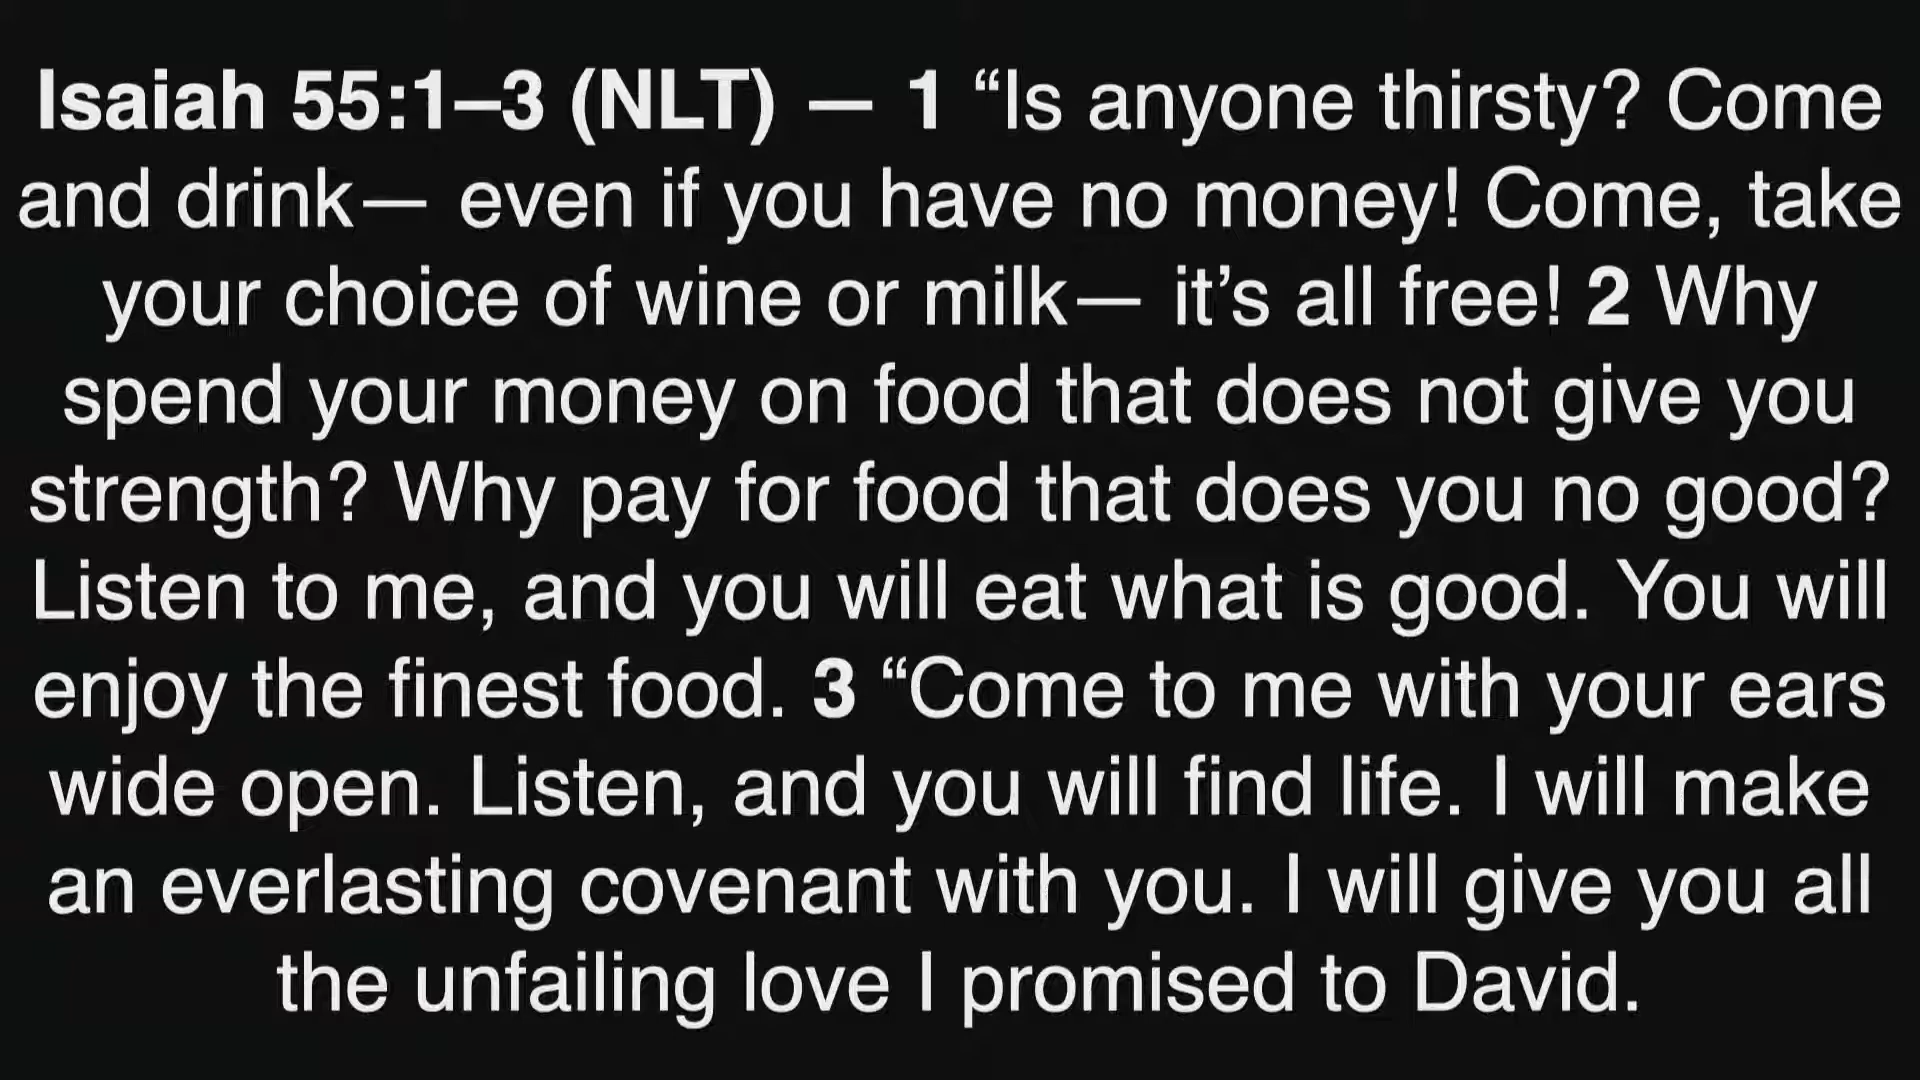 Isaiah 55:1–3 (NLT) — 1 “Is anyone thirsty? Come
and drink— even if you have no money! Come, take
your choice of wine or milk— it’s all free! 2 Why
spend your money on food that does not give you
strength? Why pay for food that does you no good?
Listen to me, and you will eat what is good. You will
enjoy the finest food. 3 “Come to me with your ears
wide open. Listen, and you will find life. I will make
an everlasting covenant with you. I will give you all
the unfailing love I promised to David.